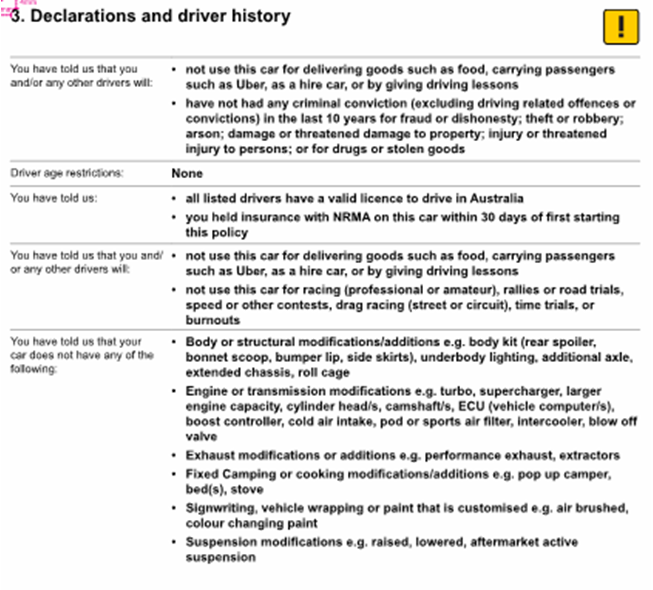 3. Declarations and driver history
!
You have told us that you
and/or any other drivers will:
• not use this car for delivering goods such as food, carrying passengers
such as Uber, as a hire car, or by giving driving lessons
• have not had any criminal conviction (excluding driving related offences or
convictions) in the last 10 years for fraud or dishonesty; theft or robbery;
arson; damage or threatened damage to property; injury or threatened
injury to persons; or for drugs or stolen goods
Driver age restrictions:
None
You have told us:
• all listed drivers have a valid licence to drive in Australia
• you held insurance with NRMA on this car within 30 days of first starting
this policy
You have told us that you and/
or any other drivers will:
• not use this car for delivering goods such as food, carrying passengers
such as Uber, as a hire car, or by giving driving lessons
• not use this car for racing (professional or amateur), rallies or road trials,
speed or other contests, drag racing (street or circuit), time trials, or
burnouts
You have told us that your
car does not have any of the
following:
• Body or structural modifications/additions e.g. body kit (rear spoiler,
bonnet scoop, bumper lip, side skirts), underbody lighting, additional axle,
extended chassis, roll cage
• Engine or transmission modifications e.g. turbo, supercharger, larger
engine capacity, cylinder head/s, camshaft/s, ECU (vehicle computer/s),
boost controller, cold air intake, pod or sports air filter, intercooler, blow off
valve
• Exhaust modifications or additions e.g. performance exhaust, extractors
• Fixed Camping or cooking modifications/additions e.g. pop up camper,
bed(s), stove
• Signwriting, vehicle wrapping or paint that is customised e.g. air brushed,
colour changing paint
• Suspension modifications e.g. raised, lowered, aftermarket active
suspension